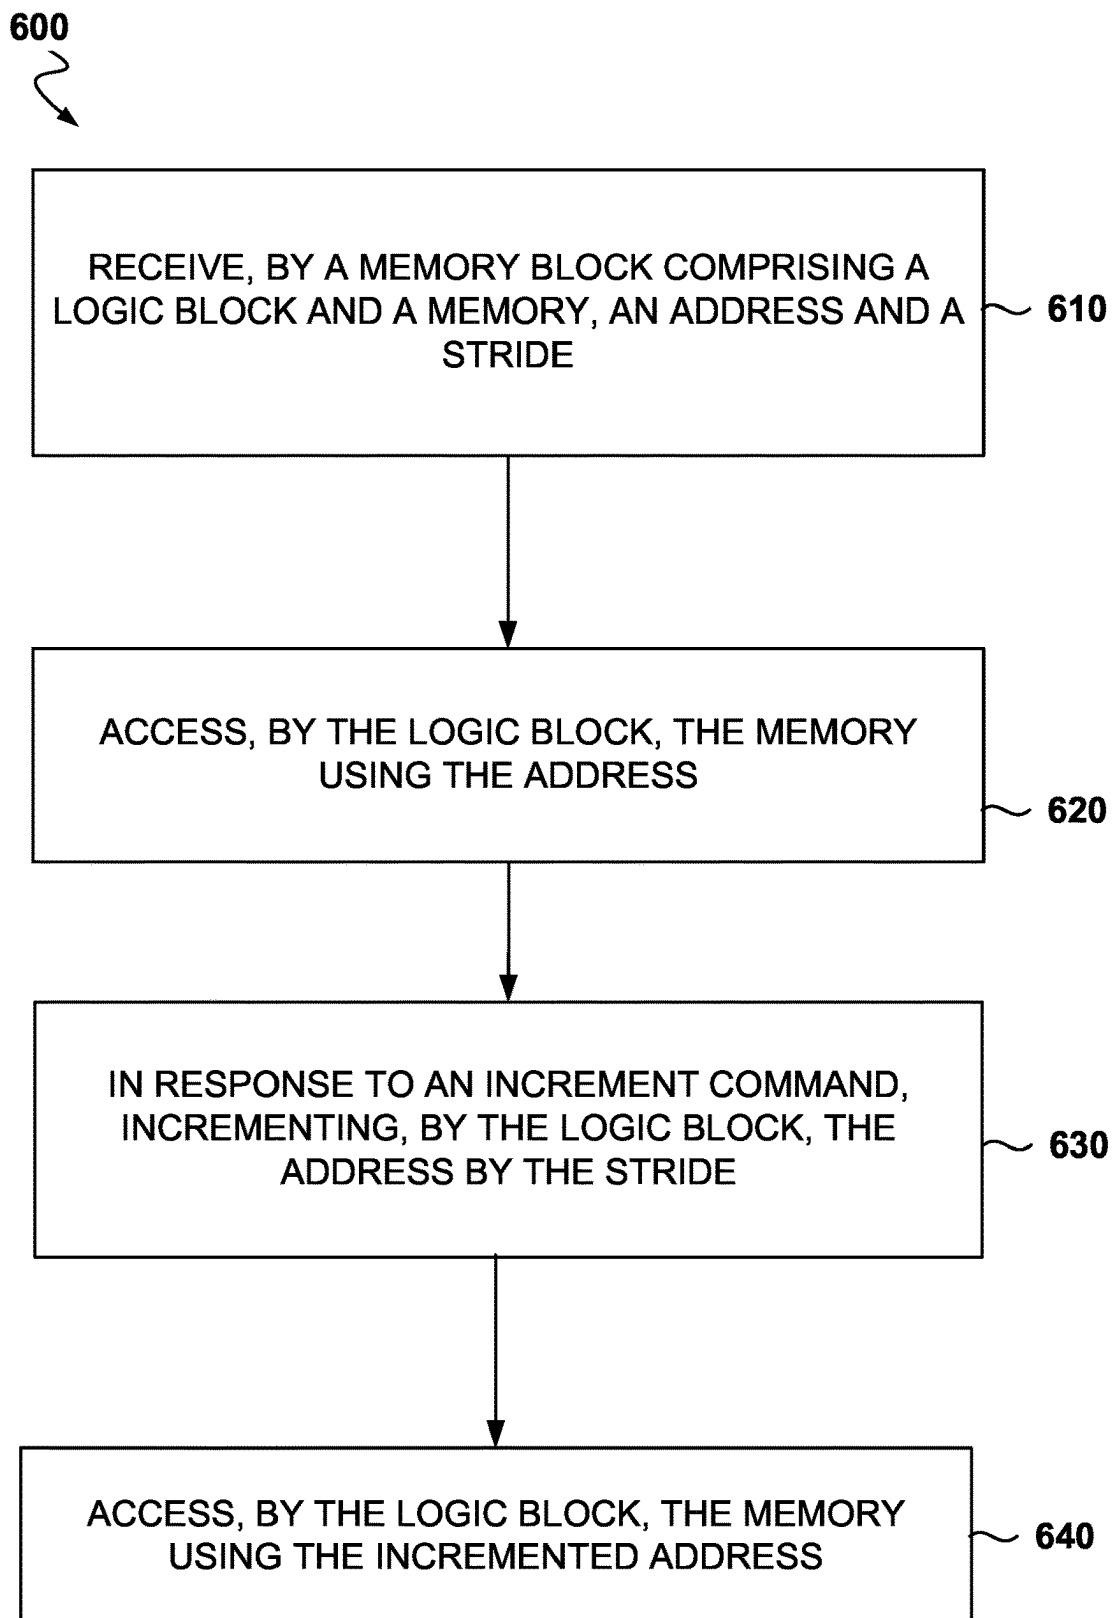 600
RECEIVE, BY A MEMORY BLOCK COMPRISING A
LOGIC BLOCK AND A MEMORY, AN ADDRESS AND A
STRIDE
610
ACCESS, BY THE LOGIC BLOCK, THE MEMORY
USING THE ADDRESS
620
IN RESPONSE TO AN INCREMENT COMMAND,
INCREMENTING, BY THE LOGIC BLOCK, THE
ADDRESS BY THE STRIDE
630
ACCESS, BY THE LOGIC BLOCK, THE MEMORY
USING THE INCREMENTED ADDRESS
640